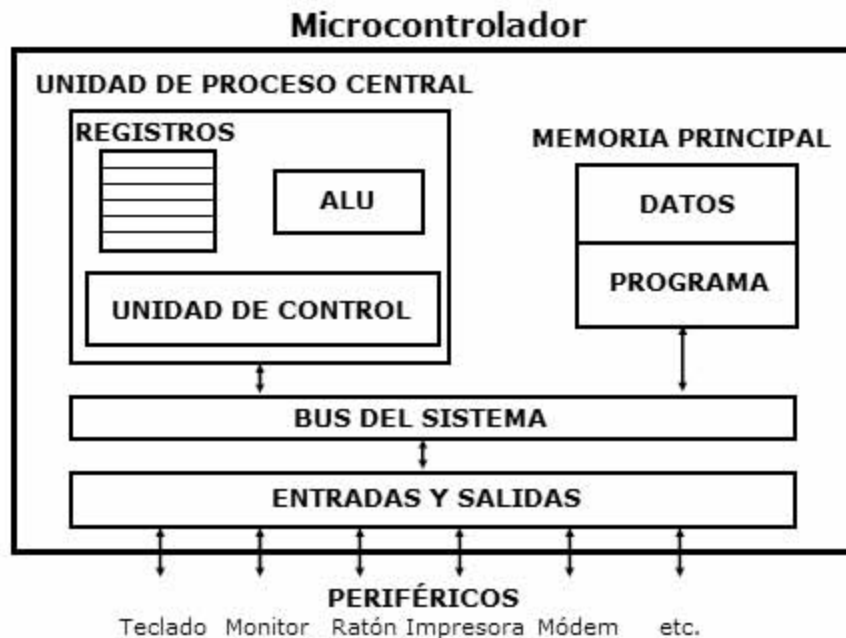 Microcontrolador
UNIDAD DE PROCESO CENTRAL
REGISTROS
ALU
UNIDAD DE CONTROL
MEMORIA PRINCIPAL
DATOS
PROGRAMA
BUS DEL SISTEMA
ENTRADAS Y SALIDAS
PERIFÉRICOS
Teclado Monitor Ratón Impresora Módem etc.